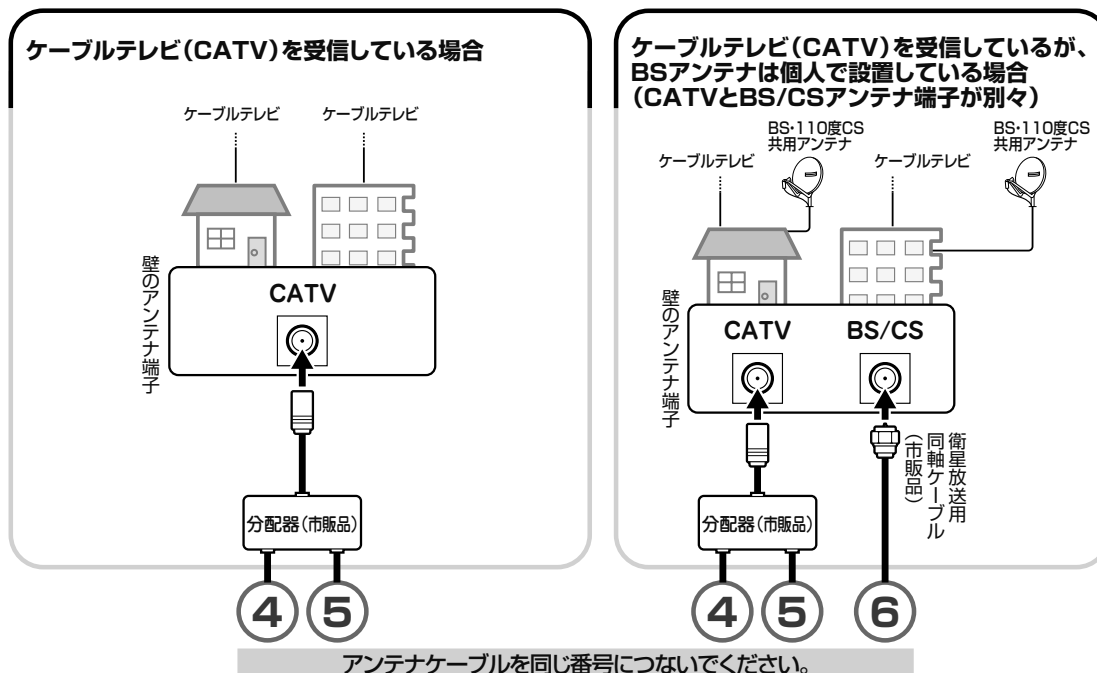 ケーブルテレビ(CATV)を受信している場合
ケーブルテレビ
ケーブルテレビ
壁のアンテナ端子
CATV
分配器(市販品)
④
⑤
ケーブルテレビ(CATV)を受信しているが、
BSアンテナは個人で設置している場合
(CATVとBS/CSアンテナ端子が別々)
BS・110度CS
共用アンテナ
ケーブルテレビ
BS・110度CS
共用アンテナ
ケーブルテレビ
壁のアンテナ端子
CATV
BS/CS
衛星放送用
同軸ケーブル
(市販品)
分配器(市販品)
④
⑤
⑥
アンテナケーブルを同じ番号につないでください。